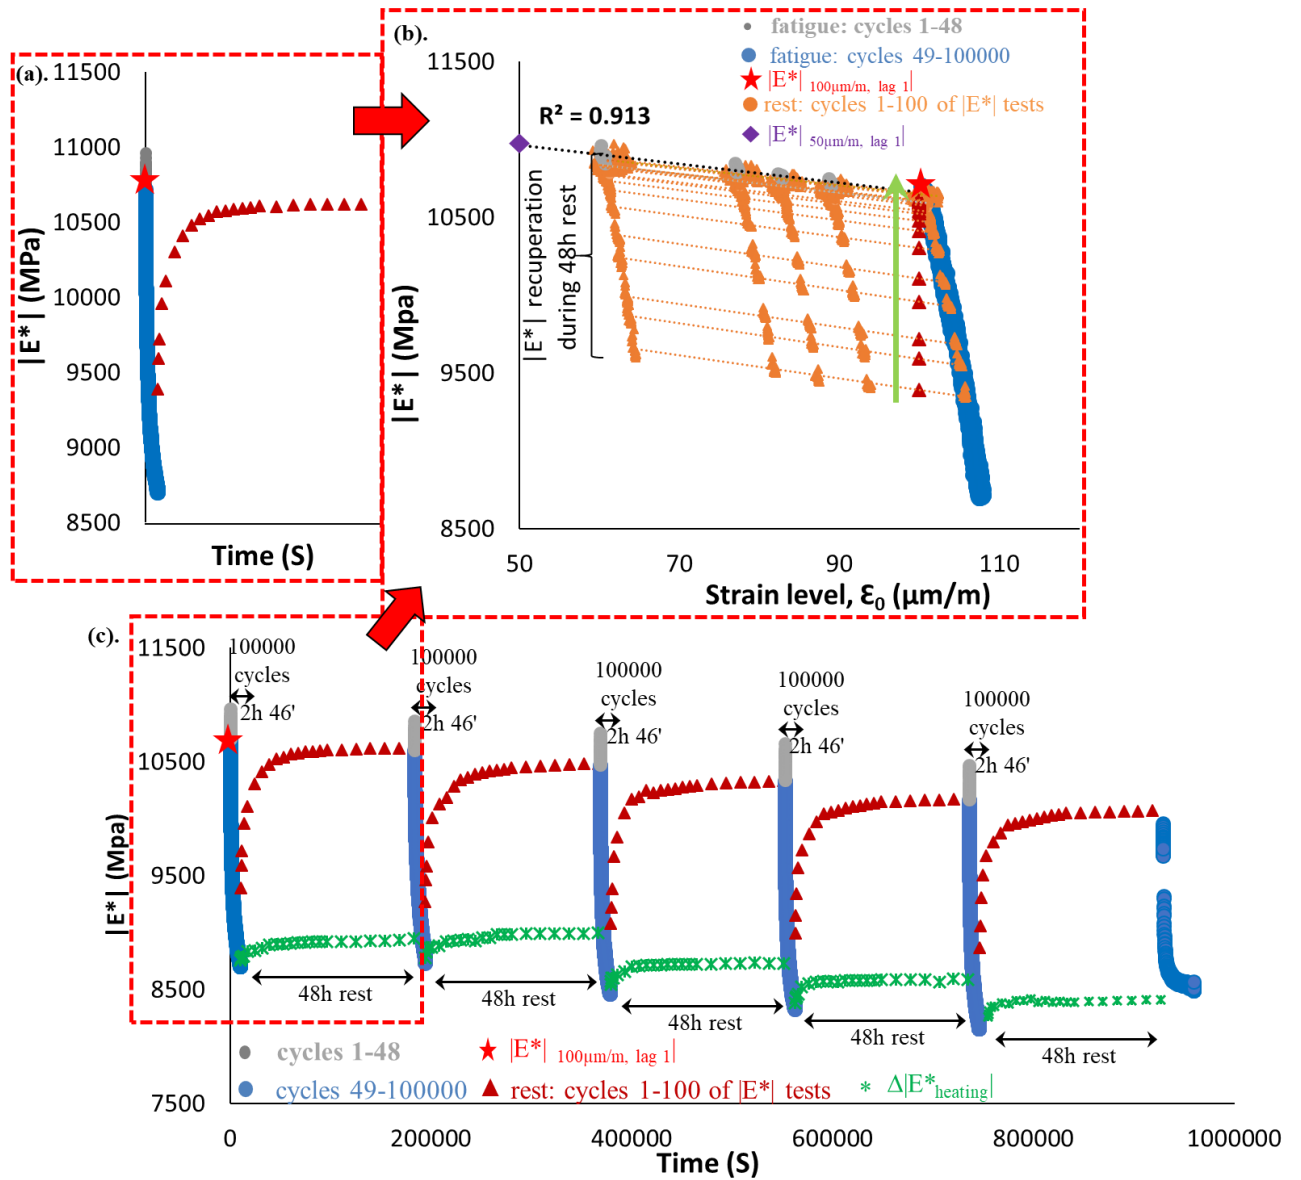 (a).
11500
11000
10500
10000
9500
9000
8500
|E*| (MPa)
Time (S)
(b).
fatigue: cycles 1-48
fatigue: cycles 49-100000
|E*| 100μm/m, lag 1|
rest: cycles 1-100 of |E*| tests
|E*| 50μm/m, lag 1|
R² = 0.913
11500
10500
9500
8500
|E*| (Mpa)
|E*| recuperation
during 48h rest
50 70 90 110
Strain level, Ɛ0 (μm/m)
(c).
11500
10500
9500
8500
7500
|E*| (Mpa)
100000
cycles
2h 46'
100000
cycles
2h 46'
100000
cycles
2h 46'
100000
cycles
2h 46'
100000
cycles
2h 46'
48h rest
48h rest
48h rest
48h rest
48h rest
cycles 1-48
|E*| 100μm/m, lag 1|
cycles 49-100000
rest: cycles 1-100 of |E*| tests
Δ|E*heating|
0 200000 400000 600000 800000 1000000
Time (S)